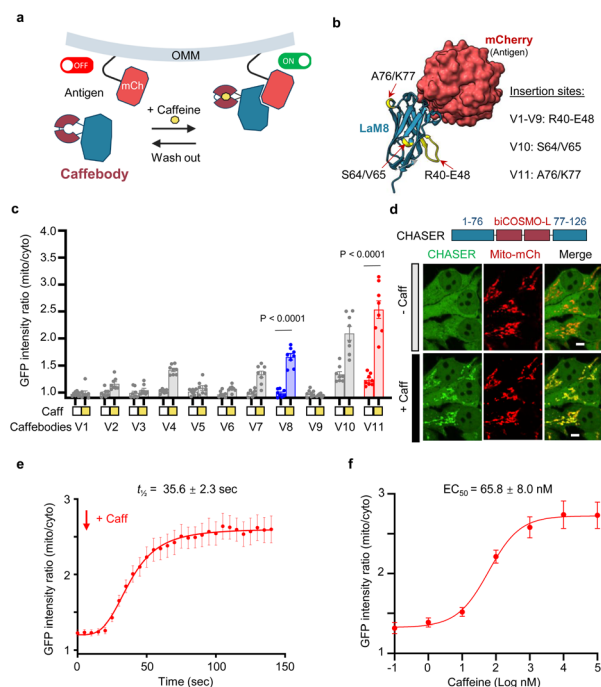 a
OMM
OFF
ON
mCh
Antigen
+ Caffeine
Wash out
Caffebody
b
mCherry
(Antigen)
A76/K77
LaM8
S64/V65
R40-E48
Insertion sites:
V1-V9: R40-E48
V10: S64/V65
V11: A76/K77
c
GFP intensity ratio (mito/cyto)
4.0
3.5
3.0
2.5
2.0
1.5
1.0
P < 0.0001
P < 0.0001
Caff
Caffebodies V1 V2 V3 V4 V5 V6 V7 V8 V9 V10 V11
d
1-76 biCOSMO-L 77-126
CHASER
CHASER Mito-mCh Merge
- Caff
+ Caff
e
t½ = 35.6 ± 2.3 sec
+ Caff
GFP intensity ratio (mito/cyto)
3
2
1
0 50 100 150
Time (sec)
f
EC50 = 65.8 ± 8.0 nM
GFP intensity ratio (mito/cyto)
3
2
1
-1 0 1 2 3 4 5
Caffeine (Log nM)